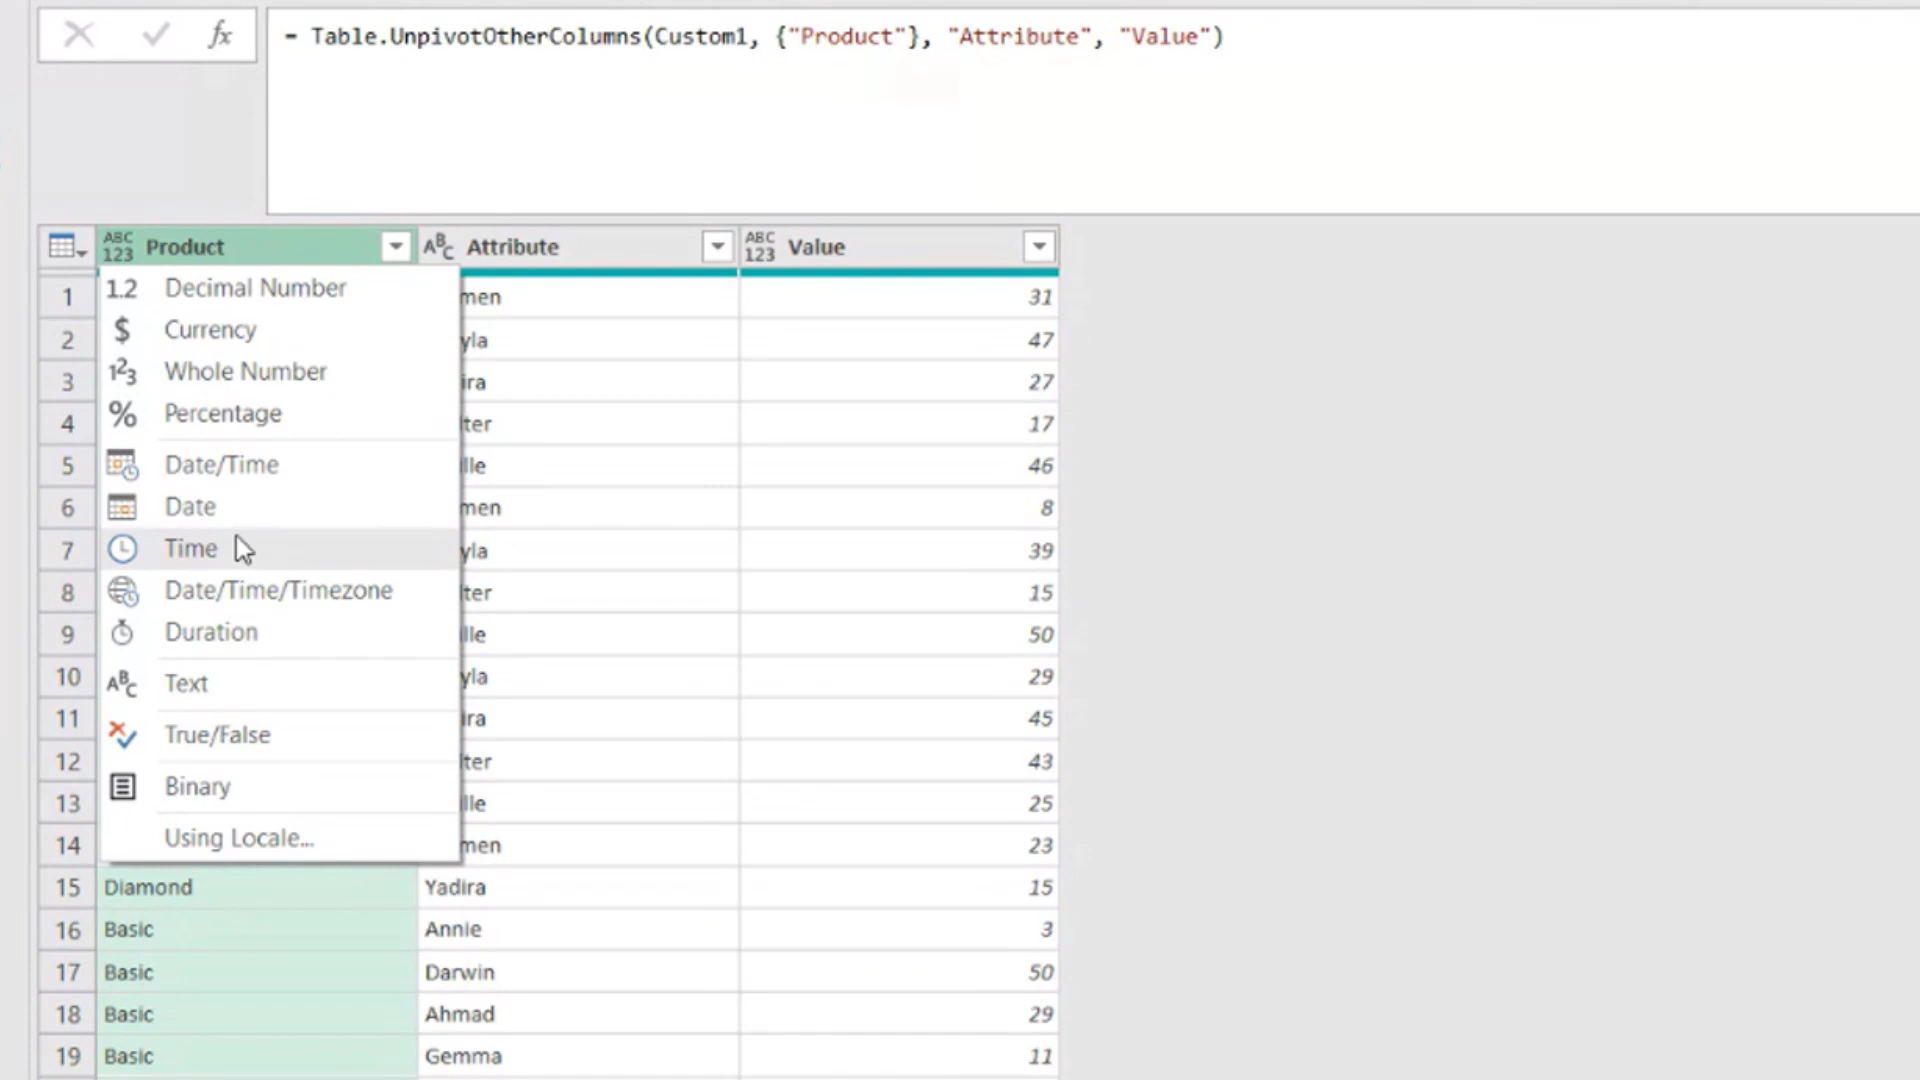 fx = Table.UnpivotOtherColumns(Custom1, {"Product"}, "Attribute", "Value")
ABC 123 Product ABC Attribute ABC 123 Value
1.2 Decimal Number
$ Currency
123 Whole Number
% Percentage
Date/Time
Date
Time
Date/Time/Timezone
Duration
ABC Text
True/False
Binary
Using Locale...
1 men 31
2 yla 47
3 ira 27
4 lter 17
5 lle 46
6 men 8
7 yla 39
8 lter 15
9 lle 50
10 yla 29
11 ira 45
12 lter 43
13 lle 25
14 men 23
15 Diamond Yadira 15
16 Basic Annie 3
17 Basic Darwin 50
18 Basic Ahmad 29
19 Basic Gemma 11